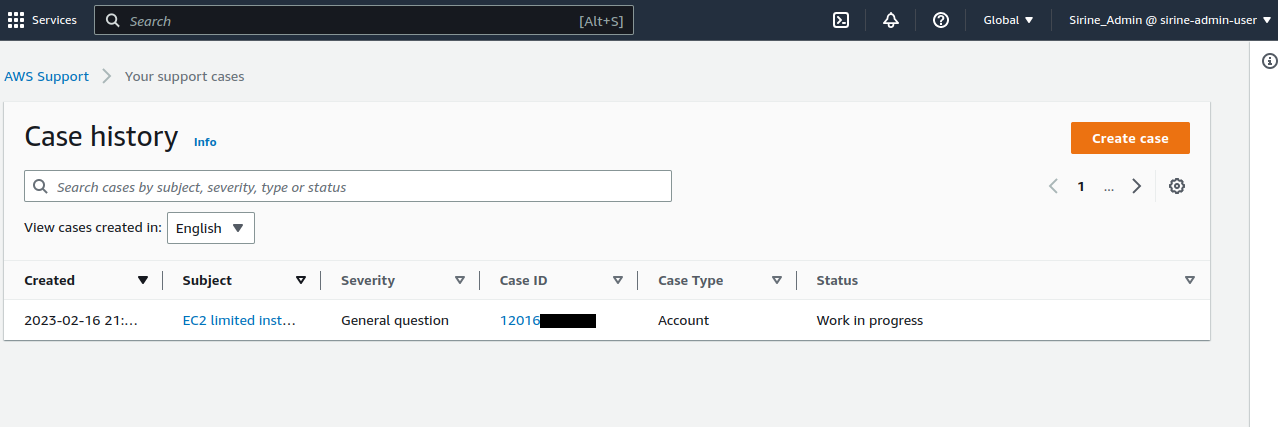 Services Search [Alt+S] Global Sirine_Admin @ sirine-admin-user
AWS Support Your support cases
Case history Info Create case
Search cases by subject, severity, type or status 1 ...
View cases created in: English
Created Subject Severity Case ID Case Type Status
2023-02-16 21:... EC2 limited inst... General question 12016 Account Work in progress